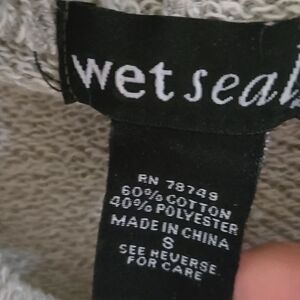 wet seal
RN 78749
60% COTTON
40% POLYESTER
MADE IN CHINA
S
SEE REVERSE
FOR CARE